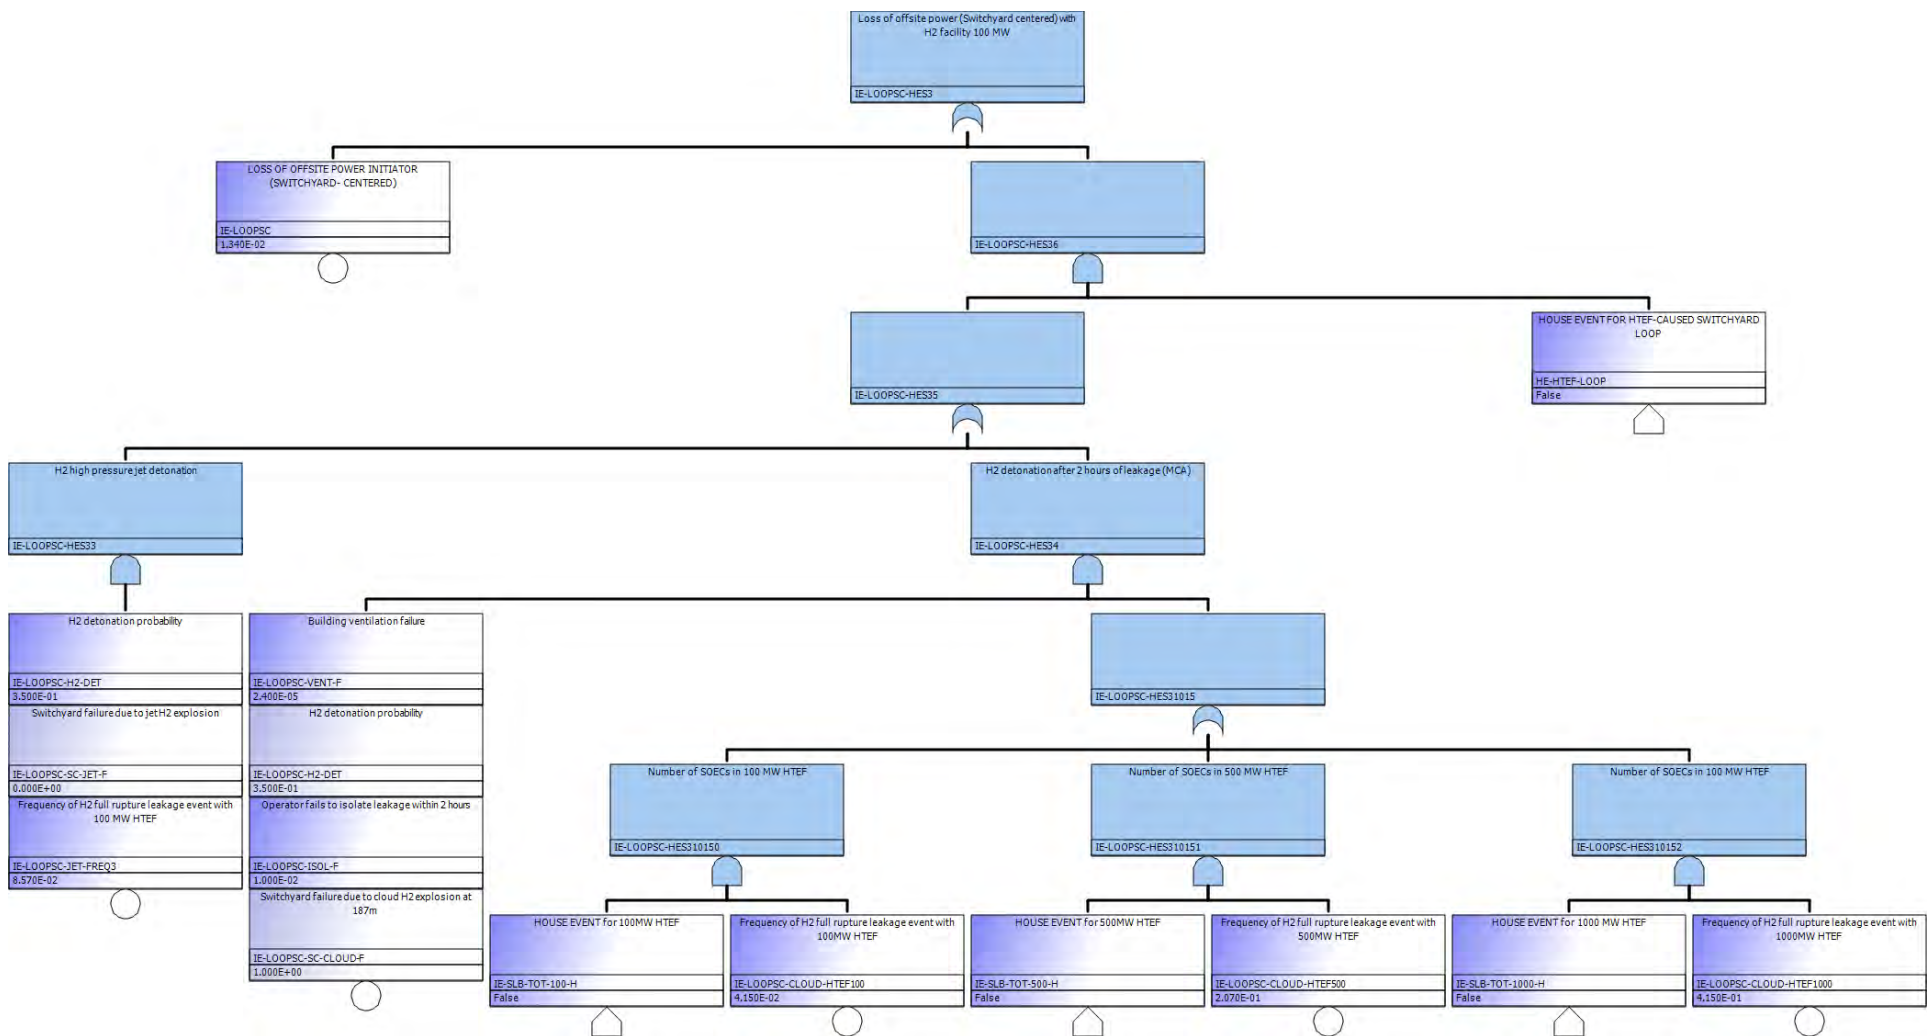 Loss of offsite power (Switchyard centered) with
H2 facility 100 MW
IE-LOOPSC-HES3
LOSS OF OFFSITE POWER INITIATOR
(SWITCHYARD- CENTERED)
IE-LOOPSC
1.340E-02
IE-LOOPSC-HES36
IE-LOOPSC-HES35
HOUSE EVENT FOR HTEF-CAUSED SWITCHYARD
LOOP
HE-HTEF-LOOP
False
H2 high pressure jet detonation
IE-LOOPSC-HES33
H2 detonation after 2 hours of leakage (MCA)
IE-LOOPSC-HES34
H2 detonation probability
IE-LOOPSC-H2-DET
3.500E-01
Switchyard failure due to jet H2 explosion
IE-LOOPSC-SC-JET-F
0.000E+00
Frequency of H2 full rupture leakage event with
100 MW HTEF
IE-LOOPSC-JET-FREQ3
8.570E-02
Building ventilation failure
IE-LOOPSC-VENT-F
2.400E-05
H2 detonation probability
IE-LOOPSC-H2-DET
3.500E-01
Operator fails to isolate leakage within 2 hours
IE-LOOPSC-ISOL-F
1.000E-02
Switchyard failure due to cloud H2 explosion at
187m
IE-LOOPSC-SC-CLOUD-F
1.000E+00
IE-LOOPSC-HES31015
Number of SOECs in 100 MW HTEF
IE-LOOPSC-HES310150
Number of SOECs in 500 MW HTEF
IE-LOOPSC-HES310151
Number of SOECs in 100 MW HTEF
IE-LOOPSC-HES310152
HOUSE EVENT for 100MW HTEF
IE-SLB-TOT-100-H
False
Frequency of H2 full rupture leakage event with
100MW HTEF
IE-LOOPSC-CLOUD-HTEF100
4.150E-02
HOUSE EVENT for 500MW HTEF
IE-SLB-TOT-500-H
False
Frequency of H2 full rupture leakage event with
500MW HTEF
IE-LOOPSC-CLOUD-HTEF500
2.070E-01
HOUSE EVENT for 1000 MW HTEF
IE-SLB-TOT-1000-H
False
Frequency of H2 full rupture leakage event with
1000MW HTEF
IE-LOOPSC-CLOUD-HTEF1000
4.150E-01